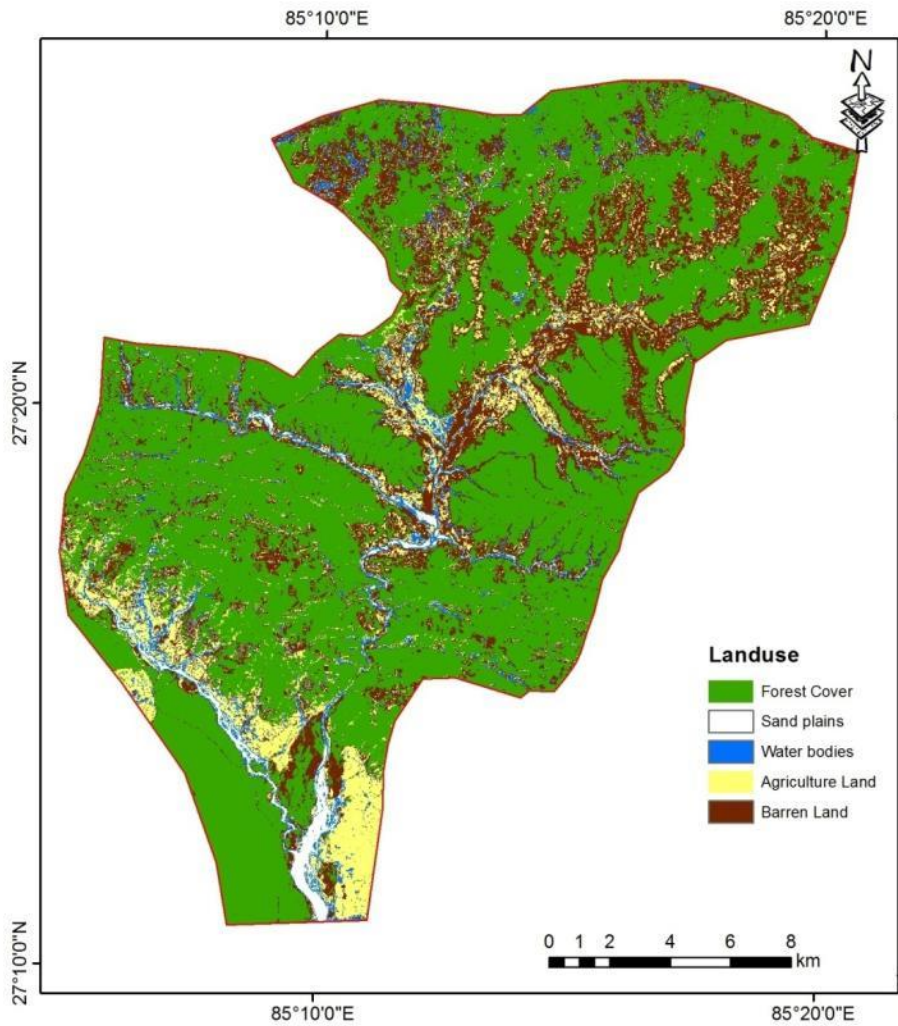 85°10'0"E
85°20'0"E
N
27°20'0"N
27°10'0"N
Landuse
Forest Cover
Sand plains
Water bodies
Agriculture Land
Barren Land
0 1 2 4 6 8
km
85°10'0"E
85°20'0"E